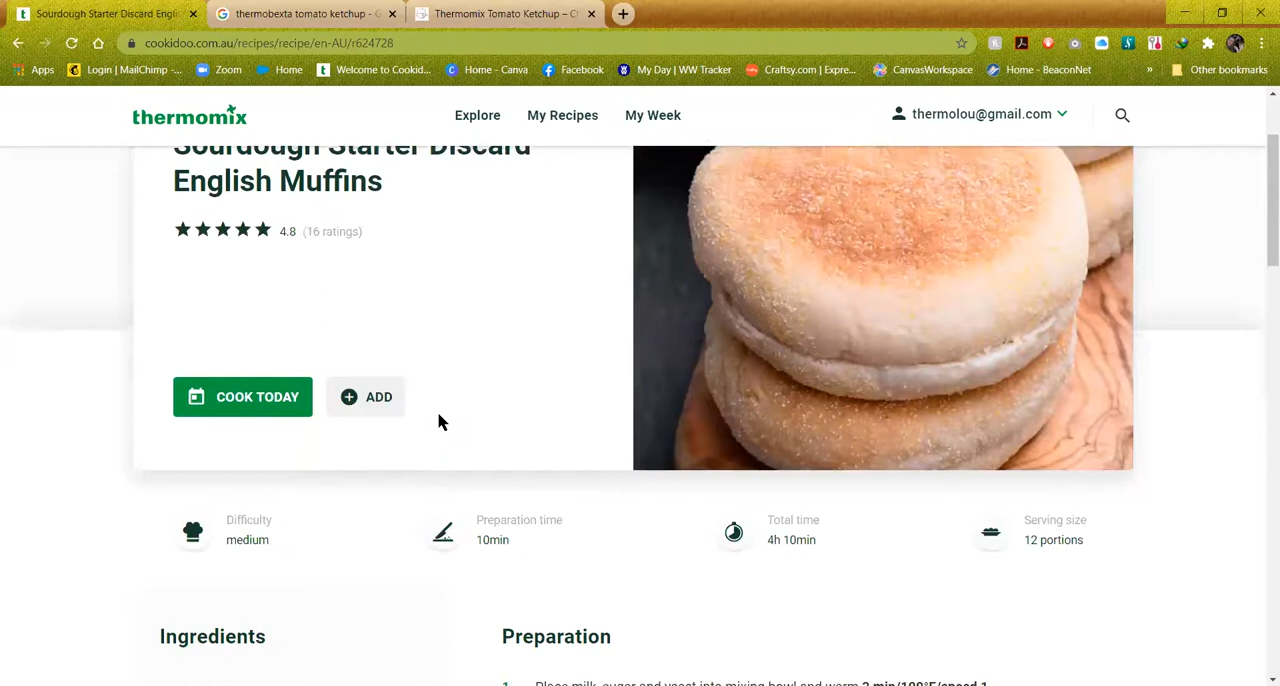 Sourdough Starter Discard Englis
thermobexta tomato ketchup - G
Thermomix Tomato Ketchup – C
cookidoo.com.au/recipes/recipe/en-AU/r624728
Apps
Login | MailChimp -...
Zoom
Home
Welcome to Cookid...
Home - Canva
Facebook
My Day | WW Tracker
Craftsy.com | Expre...
CanvasWorkspace
Home - BeaconNet
»
Other bookmarks
thermomix
Explore
My Recipes
My Week
thermolou@gmail.com
Sourdough Starter Discard
English Muffins
4.8 (16 ratings)
COOK TODAY
ADD
Difficulty
medium
Preparation time
10min
Total time
4h 10min
Serving size
12 portions
Ingredients
Preparation
1 Place milk, sugar and yeast into mixing bowl and warm 2 min/100°F/speed 1